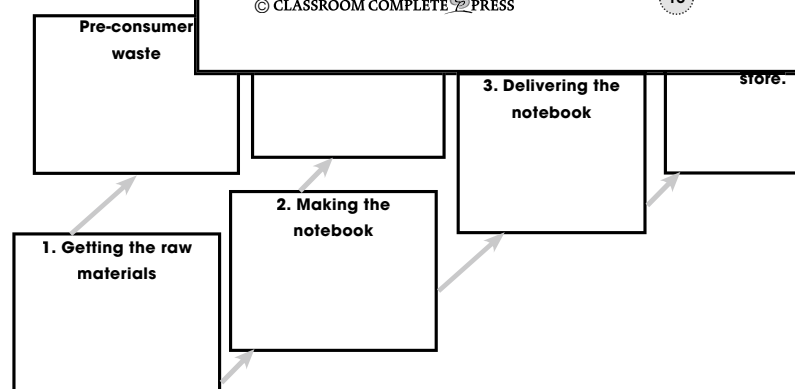 © CLASSROOM COMPLETE PRESS
Pre-consumer
waste
3. Delivering the
notebook
store.
2. Making the
notebook
1. Getting the raw
materials